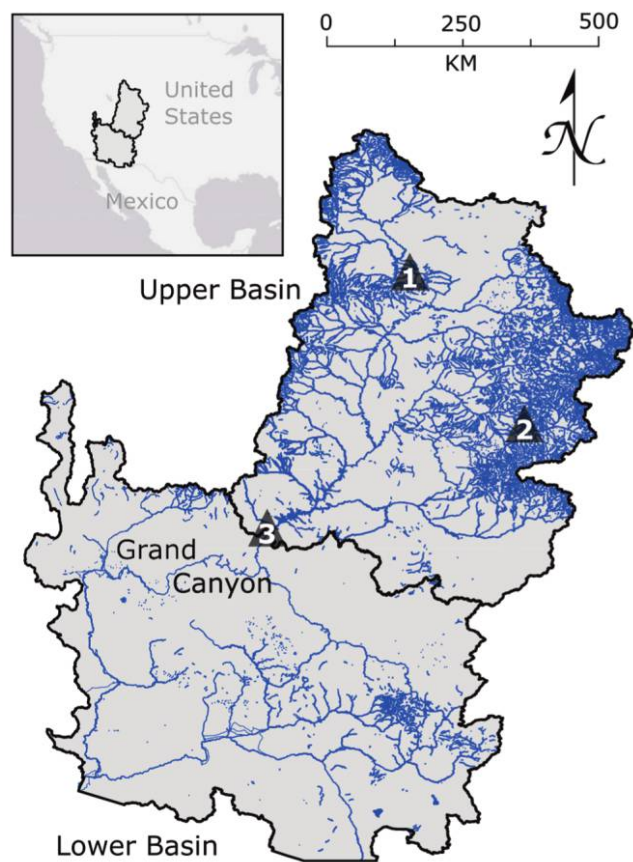 0 250 500
KM
United
States
Mexico
N
Upper Basin
1
2
3
Grand
Canyon
Lower Basin